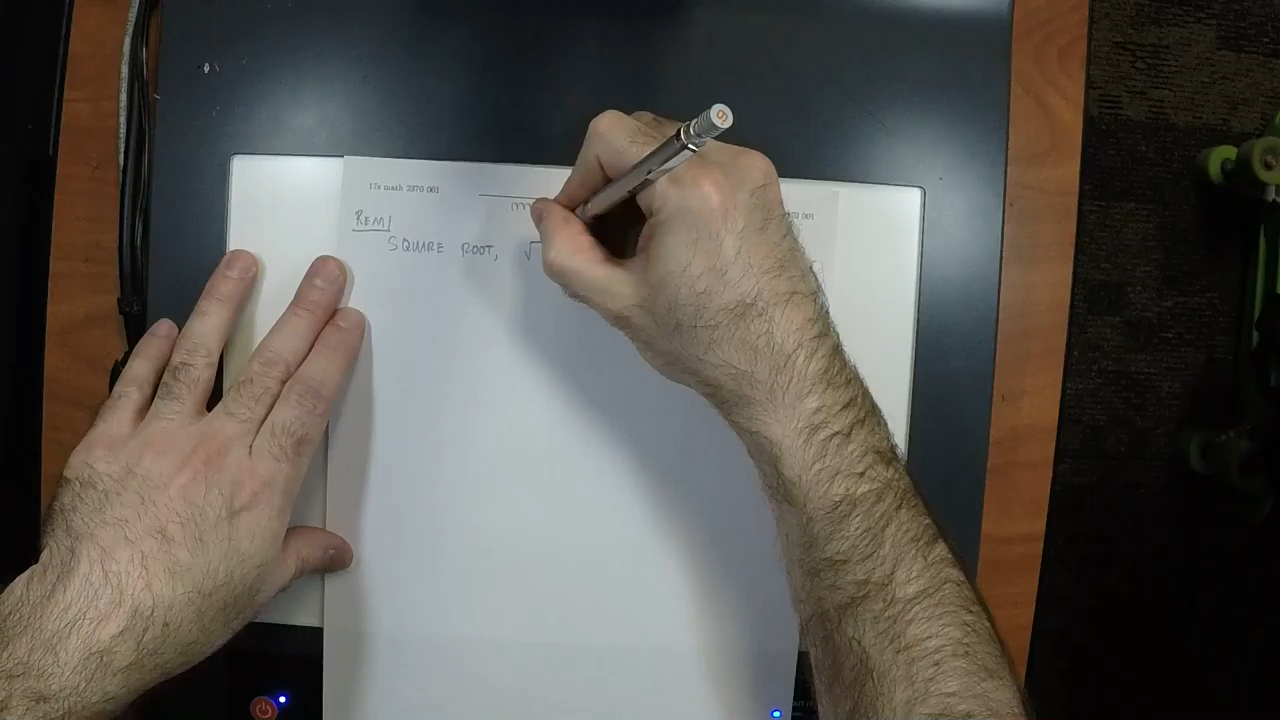 17s math 2370 001
REM/
SQUARE ROOT, √